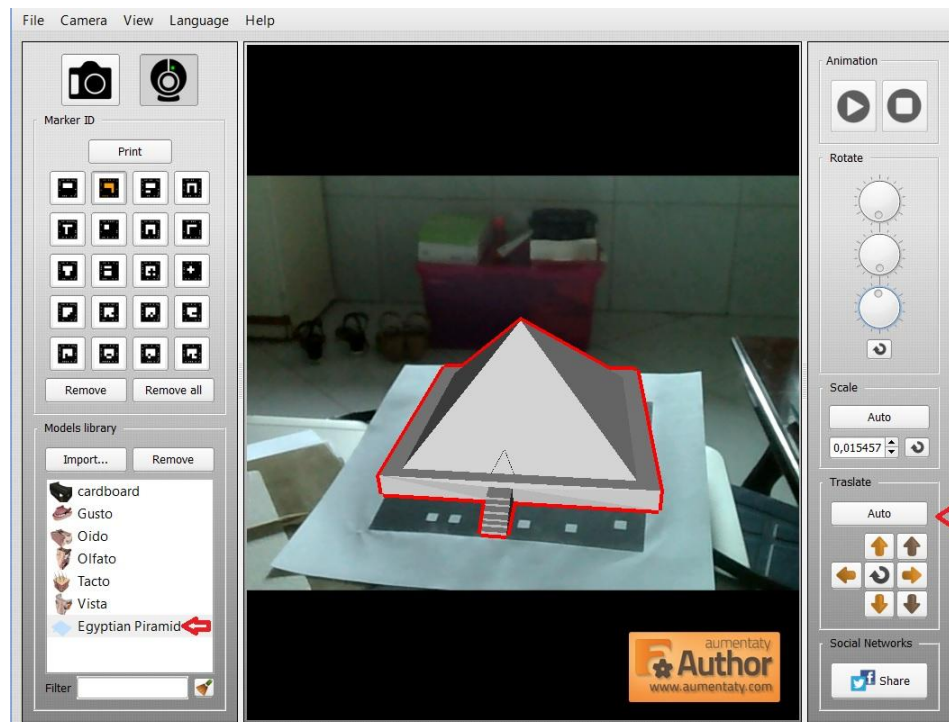 File Camera View Language Help
Marker ID
Print
Remove Remove all
Models library
Import... Remove
cardboard
Gusto
Oido
Olfato
Tacto
Vista
Egyptian Piramid
Filter
aumentaty
Author
www.aumentaty.com
Animation
Rotate
Scale
Auto
0,015457
Traslate
Auto
Social Networks
Share